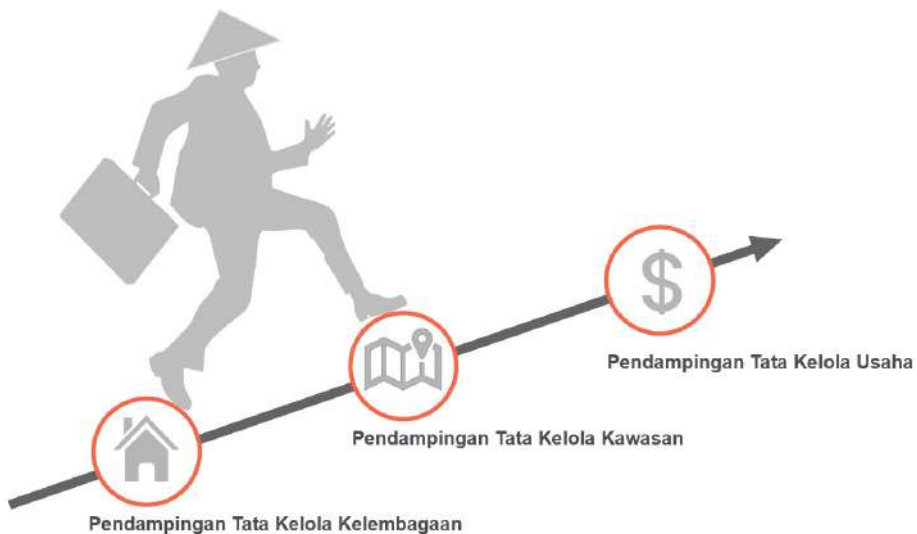 $
Pendampingan Tata Kelola Usaha
Pendampingan Tata Kelola Kawasan
Pendampingan Tata Kelola Kelembagaan